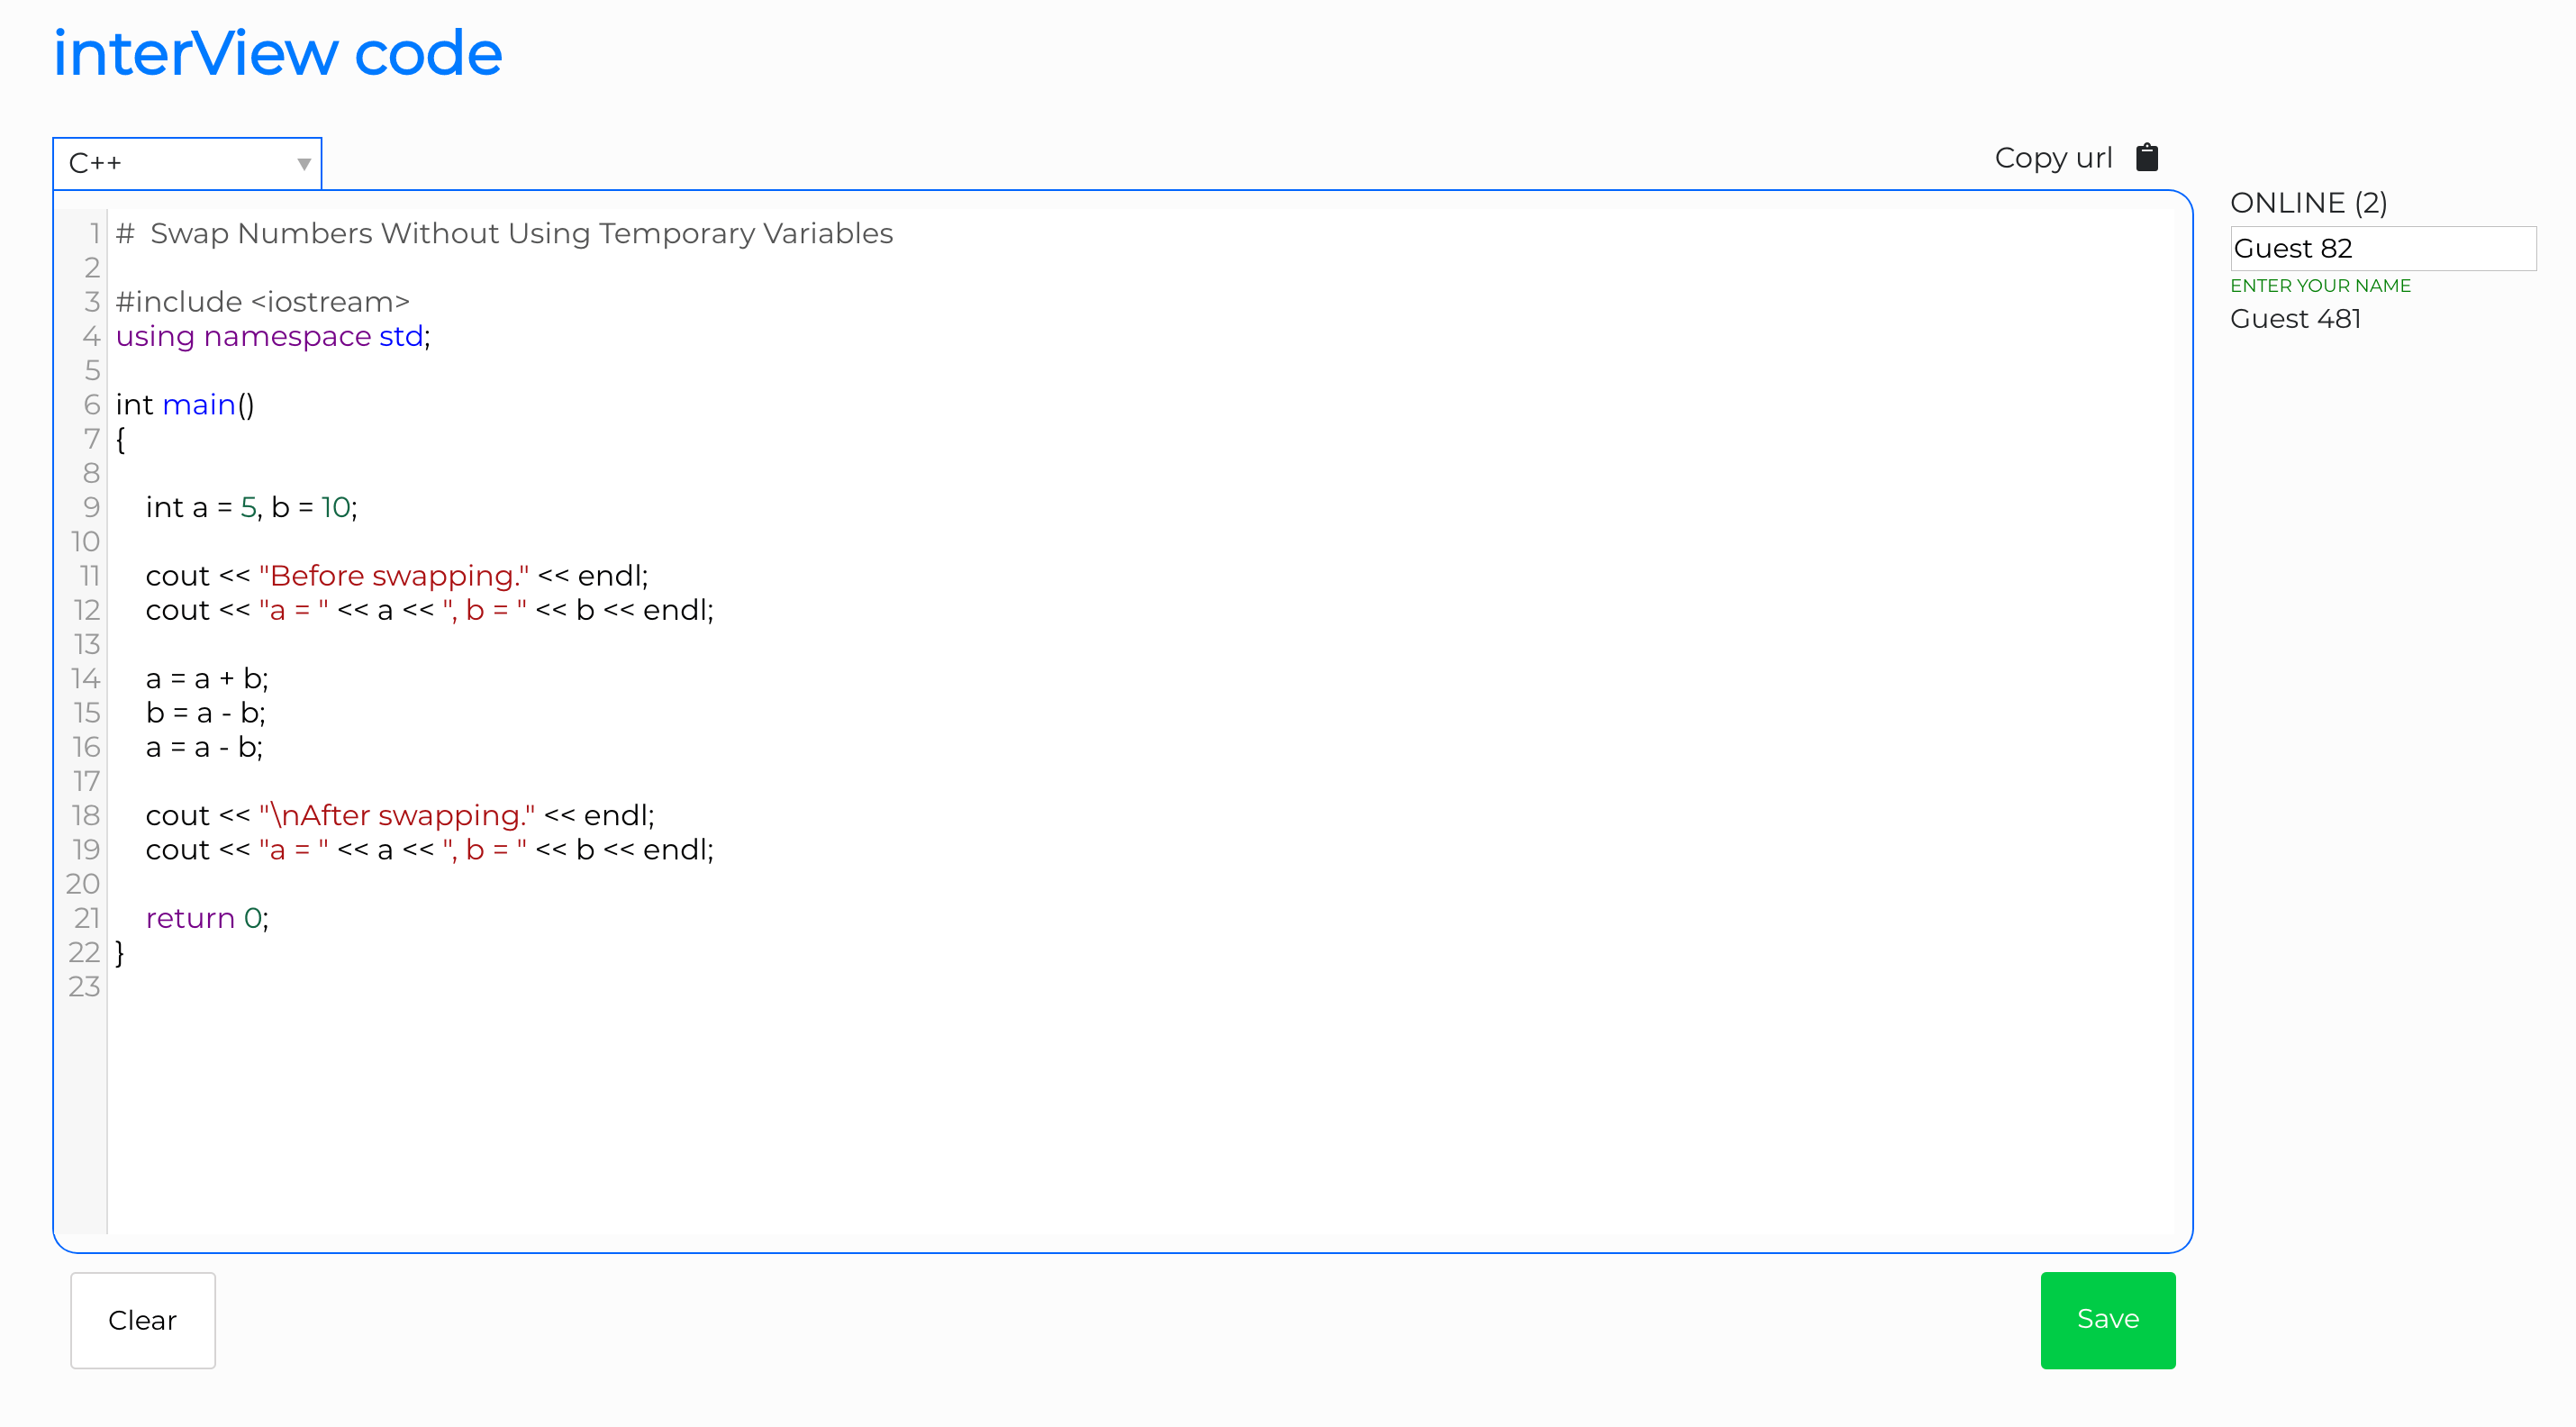 interView code
C++
Copy url
ONLINE (2)
Guest 82
ENTER YOUR NAME
Guest 481
1 #  Swap Numbers Without Using Temporary Variables
2
3 #include <iostream>
4 using namespace std;
5
6 int main()
7 {
8
9     int a = 5, b = 10;
10
11     cout << "Before swapping." << endl;
12     cout << "a = " << a << ", b = " << b << endl;
13
14     a = a + b;
15     b = a - b;
16     a = a - b;
17
18     cout << "\nAfter swapping." << endl;
19     cout << "a = " << a << ", b = " << b << endl;
20
21     return 0;
22 }
23
Clear
Save